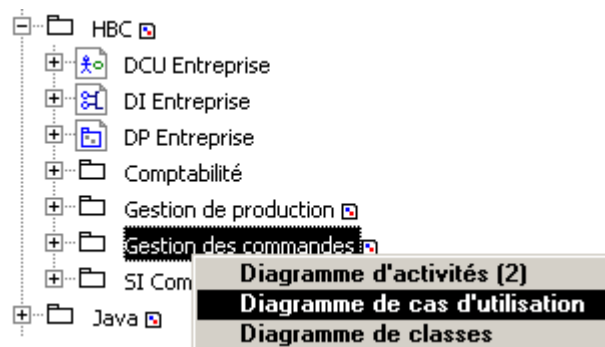 HBC
DCU Entreprise
DI Entreprise
DP Entreprise
Comptabilité
Gestion de production
Gestion des commandes
Diagramme d'activités (2)
SI Com
Diagramme de cas d'utilisation
Java
Diagramme de classes